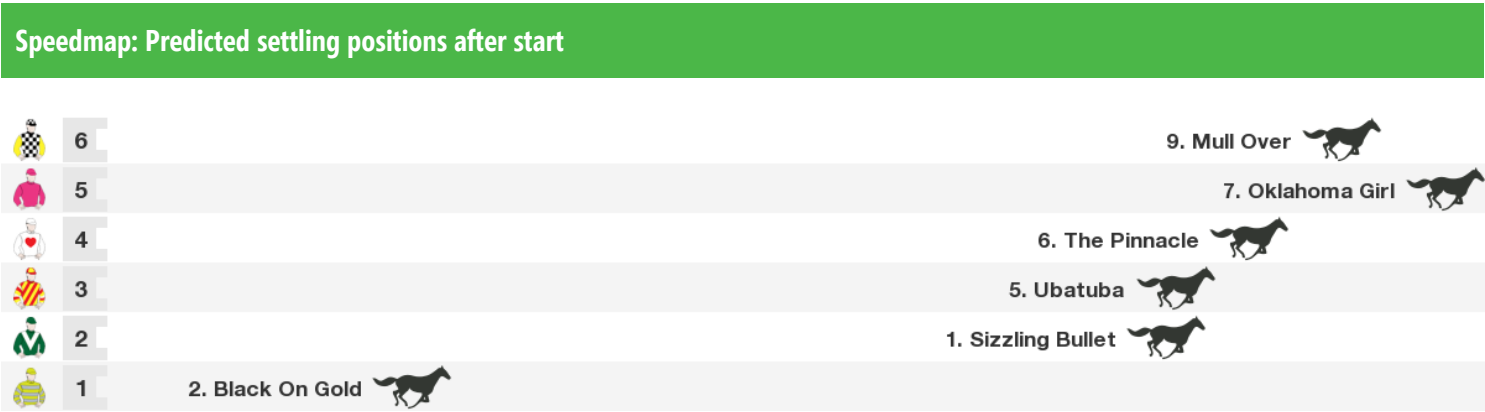 Speedmap: Predicted settling positions after start
6 9. Mull Over
5 7. Oklahoma Girl
4 6. The Pinnacle
3 5. Ubatuba
2 1. Sizzling Bullet
1 2. Black On Gold